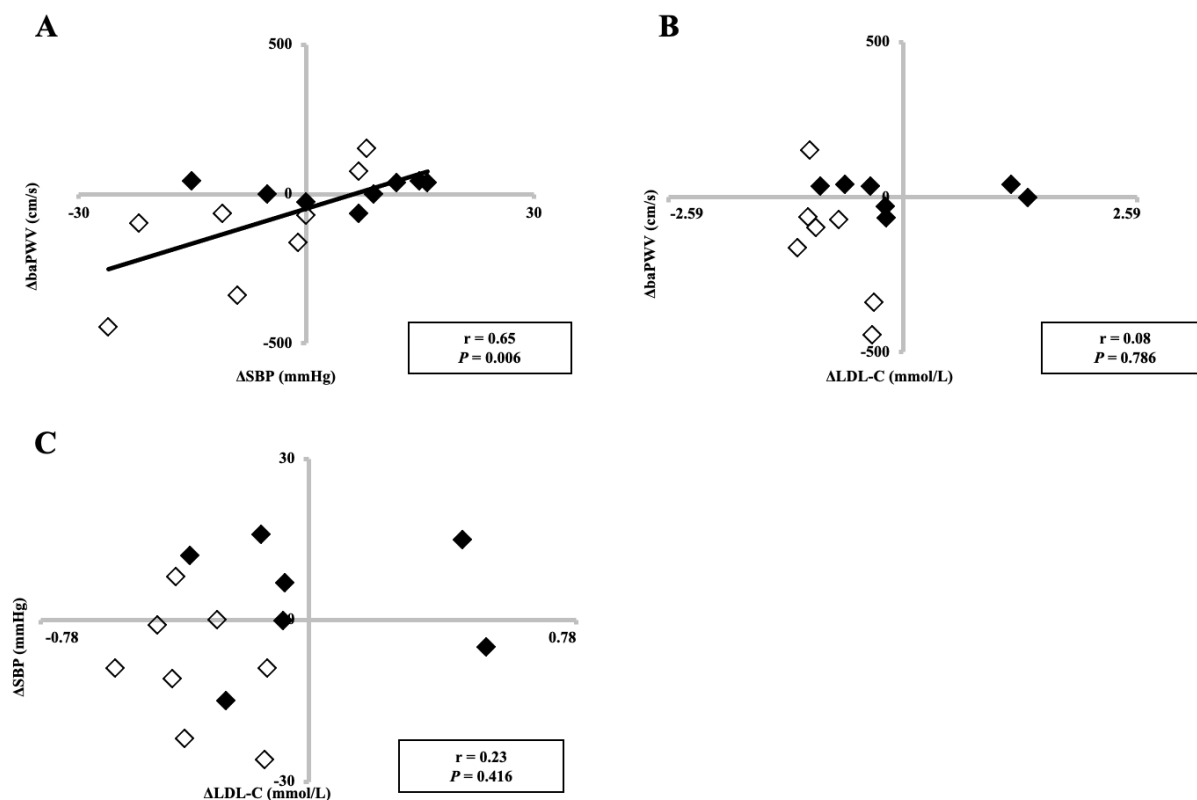 A
500
ΔbaPWV (cm/s)
0
-30
30
-500
ΔSBP (mmHg)
r = 0.65
P = 0.006
B
500
ΔbaPWV (cm/s)
0
-2.59
2.59
-500
ΔLDL-C (mmol/L)
r = 0.08
P = 0.786
C
30
ΔSBP (mmHg)
0
-0.78
0.78
-30
ΔLDL-C (mmol/L)
r = 0.23
P = 0.416